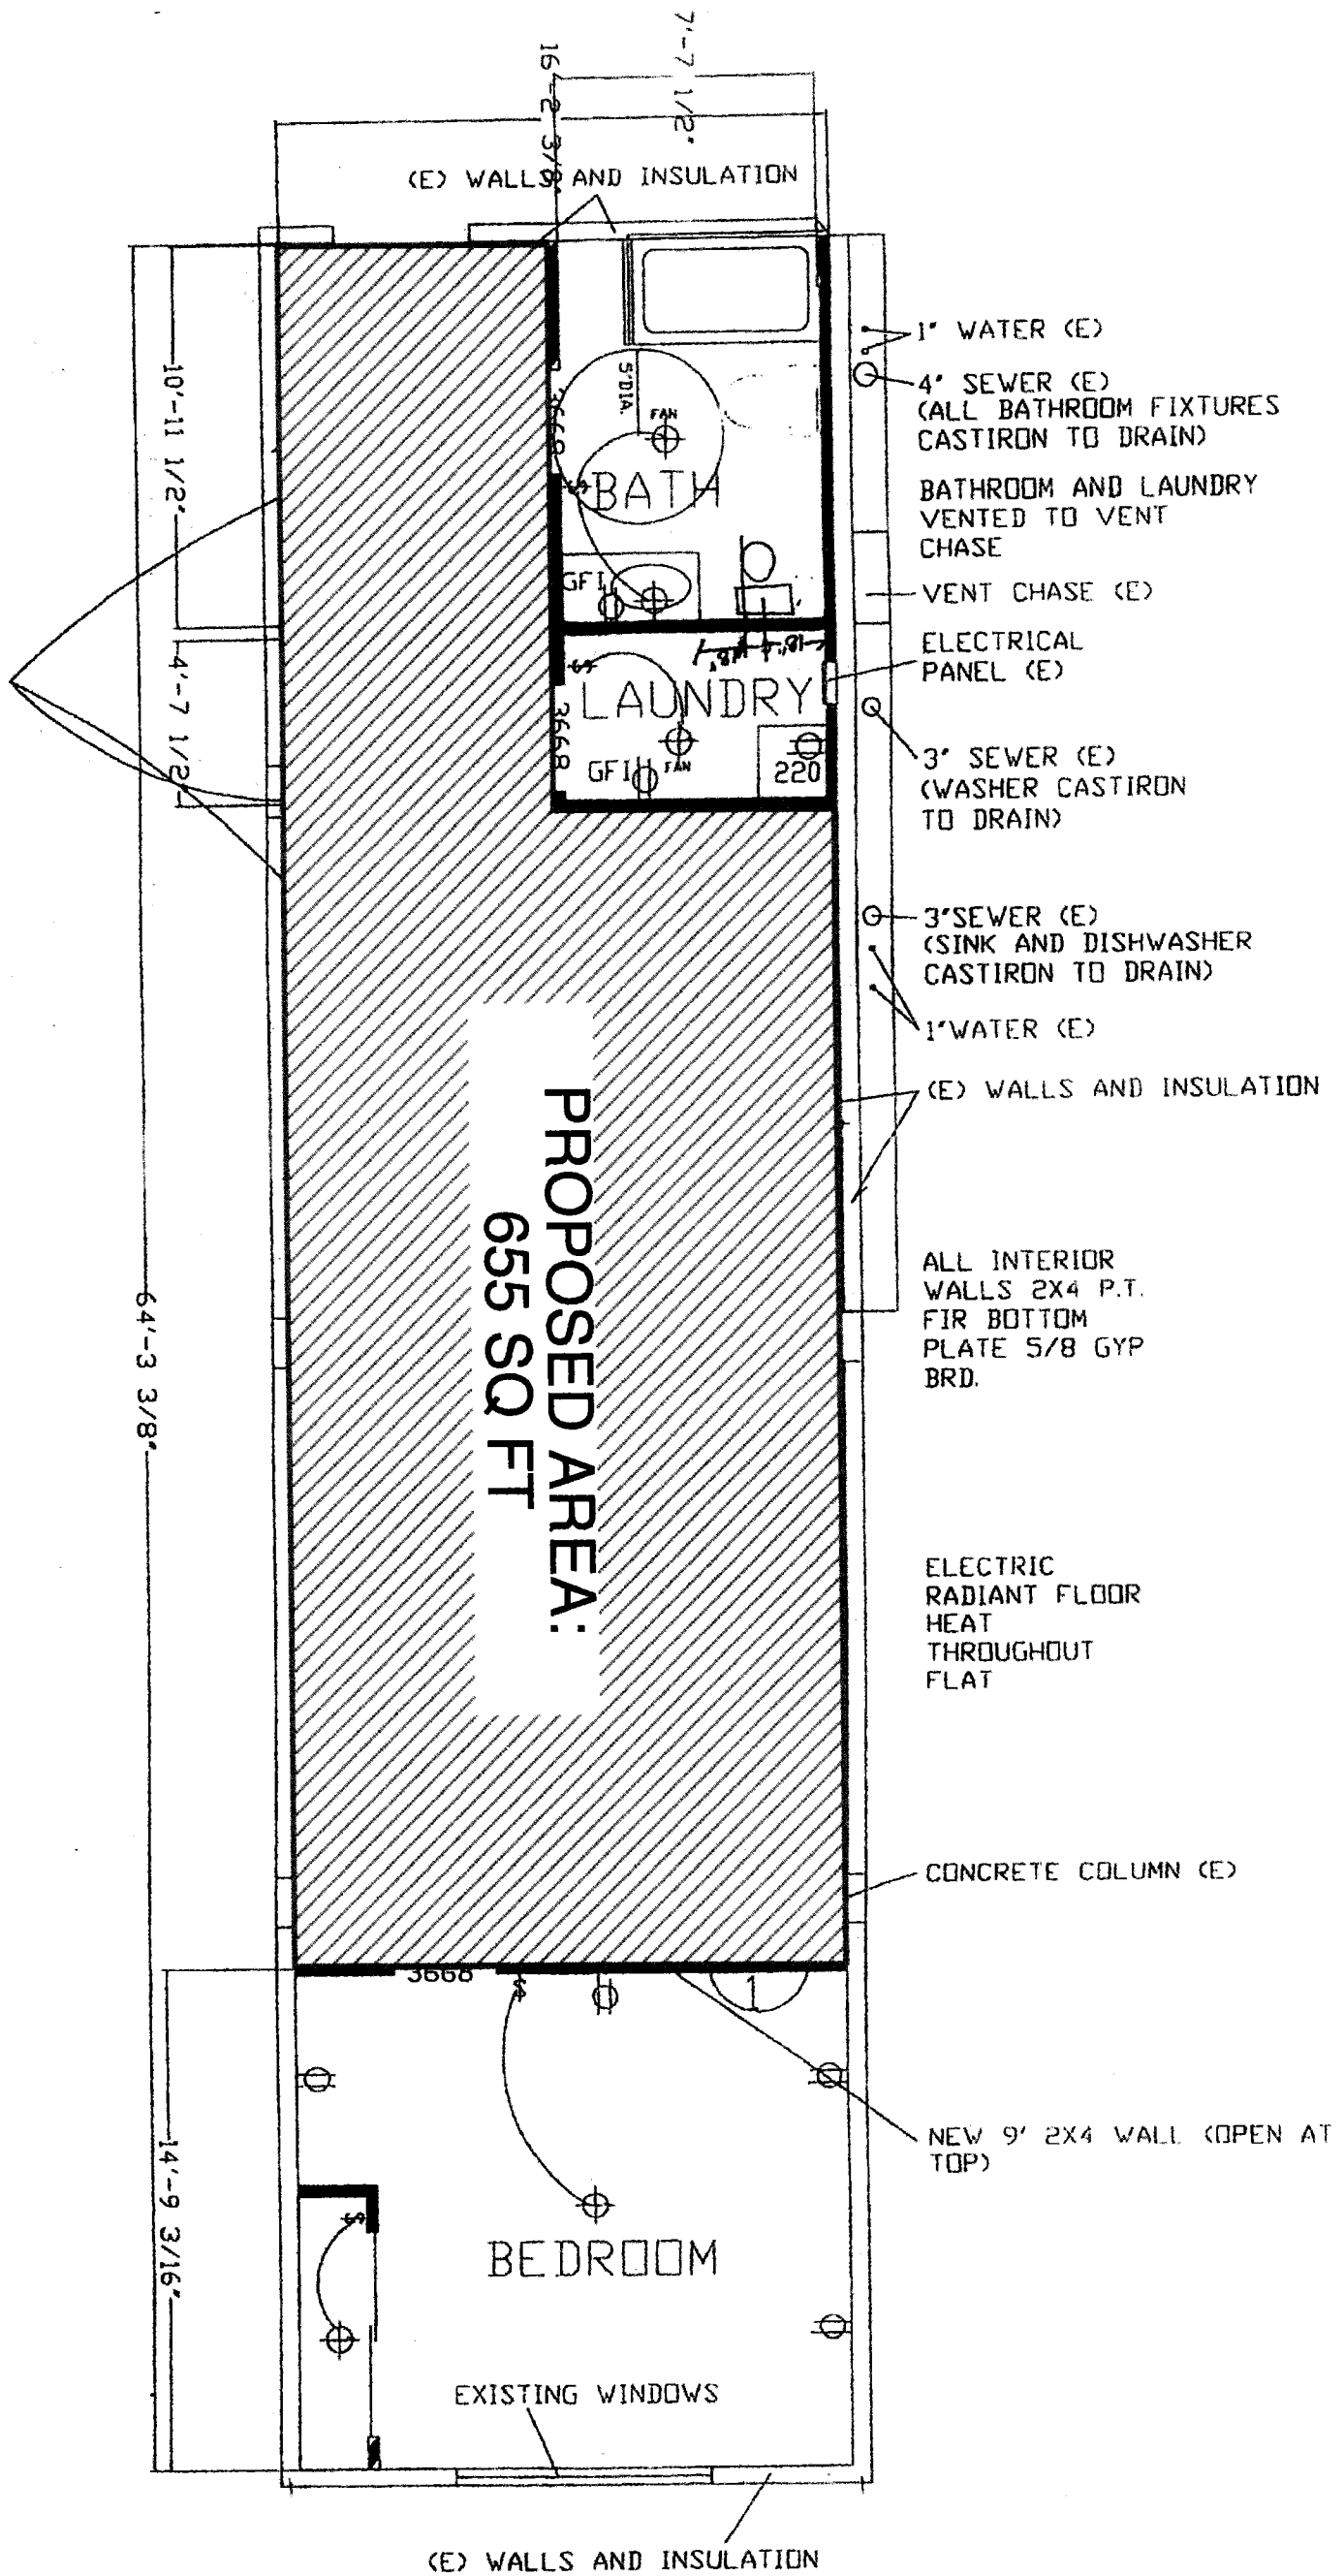 7'-7 1/2"
16'-2 3/8"
(E) WALLS AND INSULATION
1" WATER (E)
4" SEWER (E)
(ALL BATHROOM FIXTURES
CASTIRON TO DRAIN)
BATHROOM AND LAUNDRY
VENTED TO VENT
CHASE
VENT CHASE (E)
ELECTRICAL
PANEL (E)
3" SEWER (E)
(WASHER CASTIRON
TO DRAIN)
3"SEWER (E)
(SINK AND DISHWASHER
CASTIRON TO DRAIN)
1"WATER (E)
(E) WALLS AND INSULATION
ALL INTERIOR
WALLS 2X4 P.T.
FIR BOTTOM
PLATE 5/8 GYP
BRD.
ELECTRIC
RADIANT FLOOR
HEAT
THROUGHOUT
FLAT
CONCRETE COLUMN (E)
NEW 9' 2X4 WALL (OPEN AT
TOP)
10'-11 1/2"
4'-7 1/2"
64'-3 3/8"
14'-9 3/16"
5'DIA.
FAN
3668
$
BATH
GFI
18"
18"
$
LAUNDRY
3668
FAN
GFI
220
PROPOSED AREA:
655 SQ FT
3668
$
1
$
BEDROOM
EXISTING WINDOWS
(E) WALLS AND INSULATION